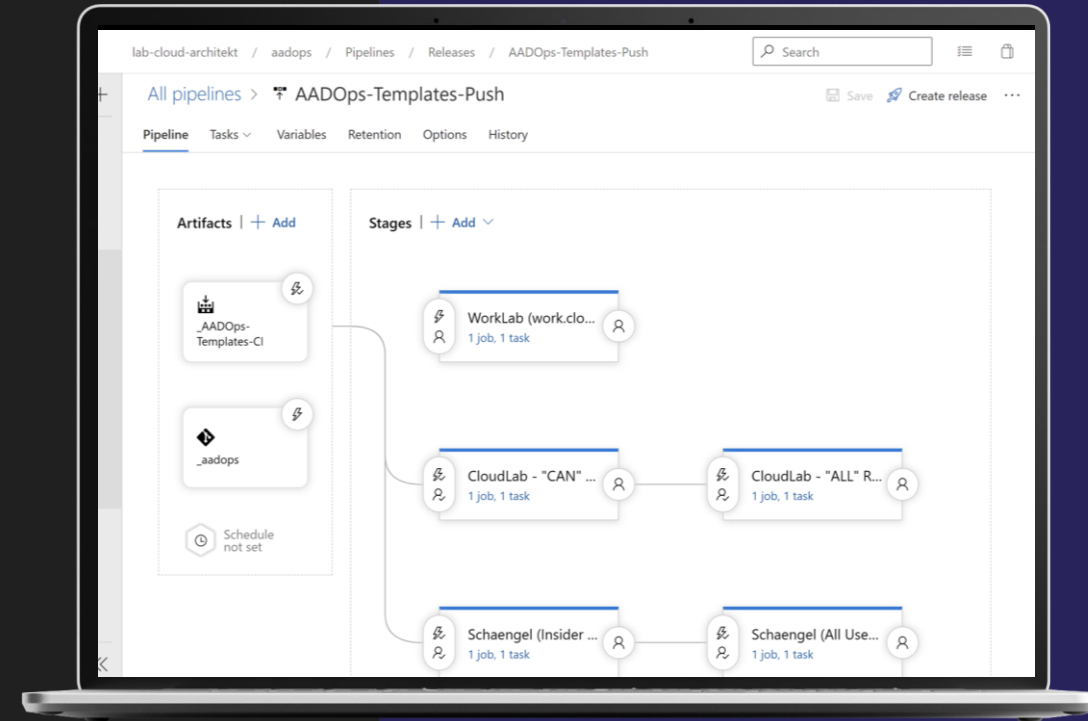 lab-cloud-architekt / aadops / Pipelines / Releases / AADOps-Templates-Push
Search
All pipelines > AADOps-Templates-Push
Save
Create release
Pipeline
Tasks
Variables
Retention
Options
History
Artifacts | + Add
Stages | + Add
_AADOps-
Templates-CI
_aadops
Schedule
not set
WorkLab (work.clo...
1 job, 1 task
CloudLab - "CAN" ...
1 job, 1 task
CloudLab - "ALL" R...
1 job, 1 task
Schaengel (Insider ...
1 job, 1 task
Schaengel (All Use...
1 job, 1 task